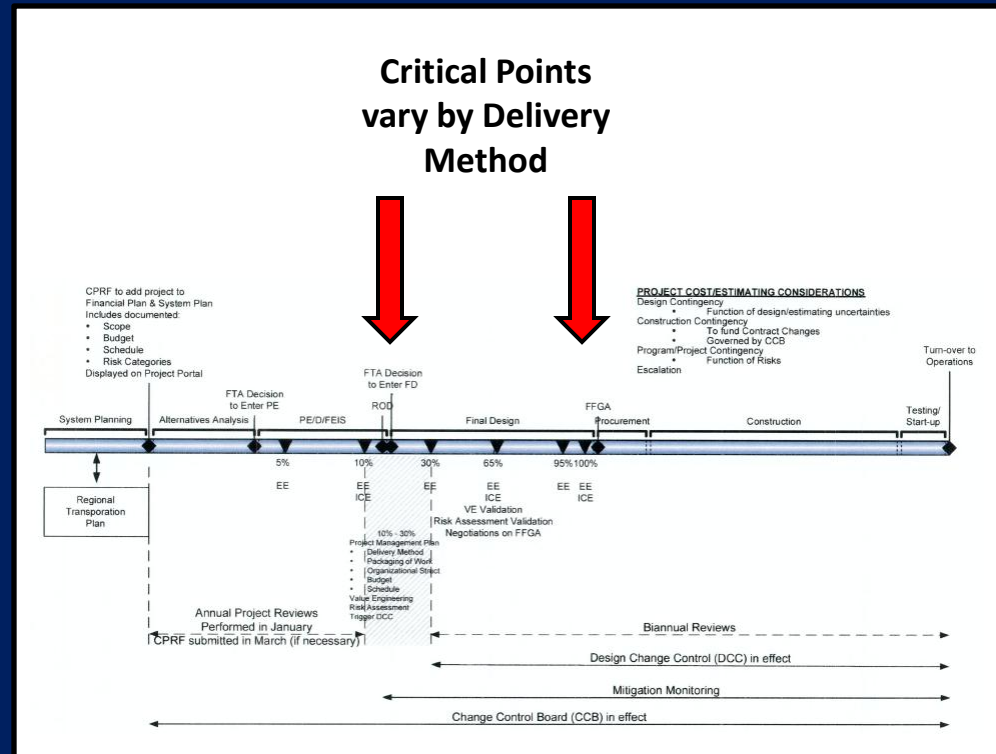 Critical Points
vary by Delivery
Method
CPRF to add project to
Financial Plan & System Plan
Includes documented:
• Scope
• Budget
• Schedule
• Risk Categories
Displayed on Project Portal
FTA Decision
to Enter PE
FTA Decision
to Enter FD
ROD
FFGA
PROJECT COST/ESTIMATING CONSIDERATIONS
Design Contingency
• Function of design/estimating uncertainties
Construction Contingency
• To fund Contract Changes
• Governed by CCB
Program/Project Contingency
• Function of Risks
Escalation
Turn-over to
Operations
System Planning
Alternatives Analysis
PE/D/FEIS
Final Design
Procurement
Construction
Testing/
Start-up
5%
10%
30%
65%
95%
100%
EE
EE
ICE
EE
EE
ICE
VE Validation
Risk Assessment Validation
Negotiations on FFGA
EE
EE
ICE
Regional
Transporation
Plan
10% - 30%
Project Management Plan
• Delivery Method
• Packaging of Work
• Organizational Struct
• Budget
• Schedule
Value Engineering
Risk Assessment
Trigger DCC
Annual Project Reviews
Performed in January
CPRF submitted in March (if necessary)
Biannual Reviews
Design Change Control (DCC) in effect
Mitigation Monitoring
Change Control Board (CCB) in effect